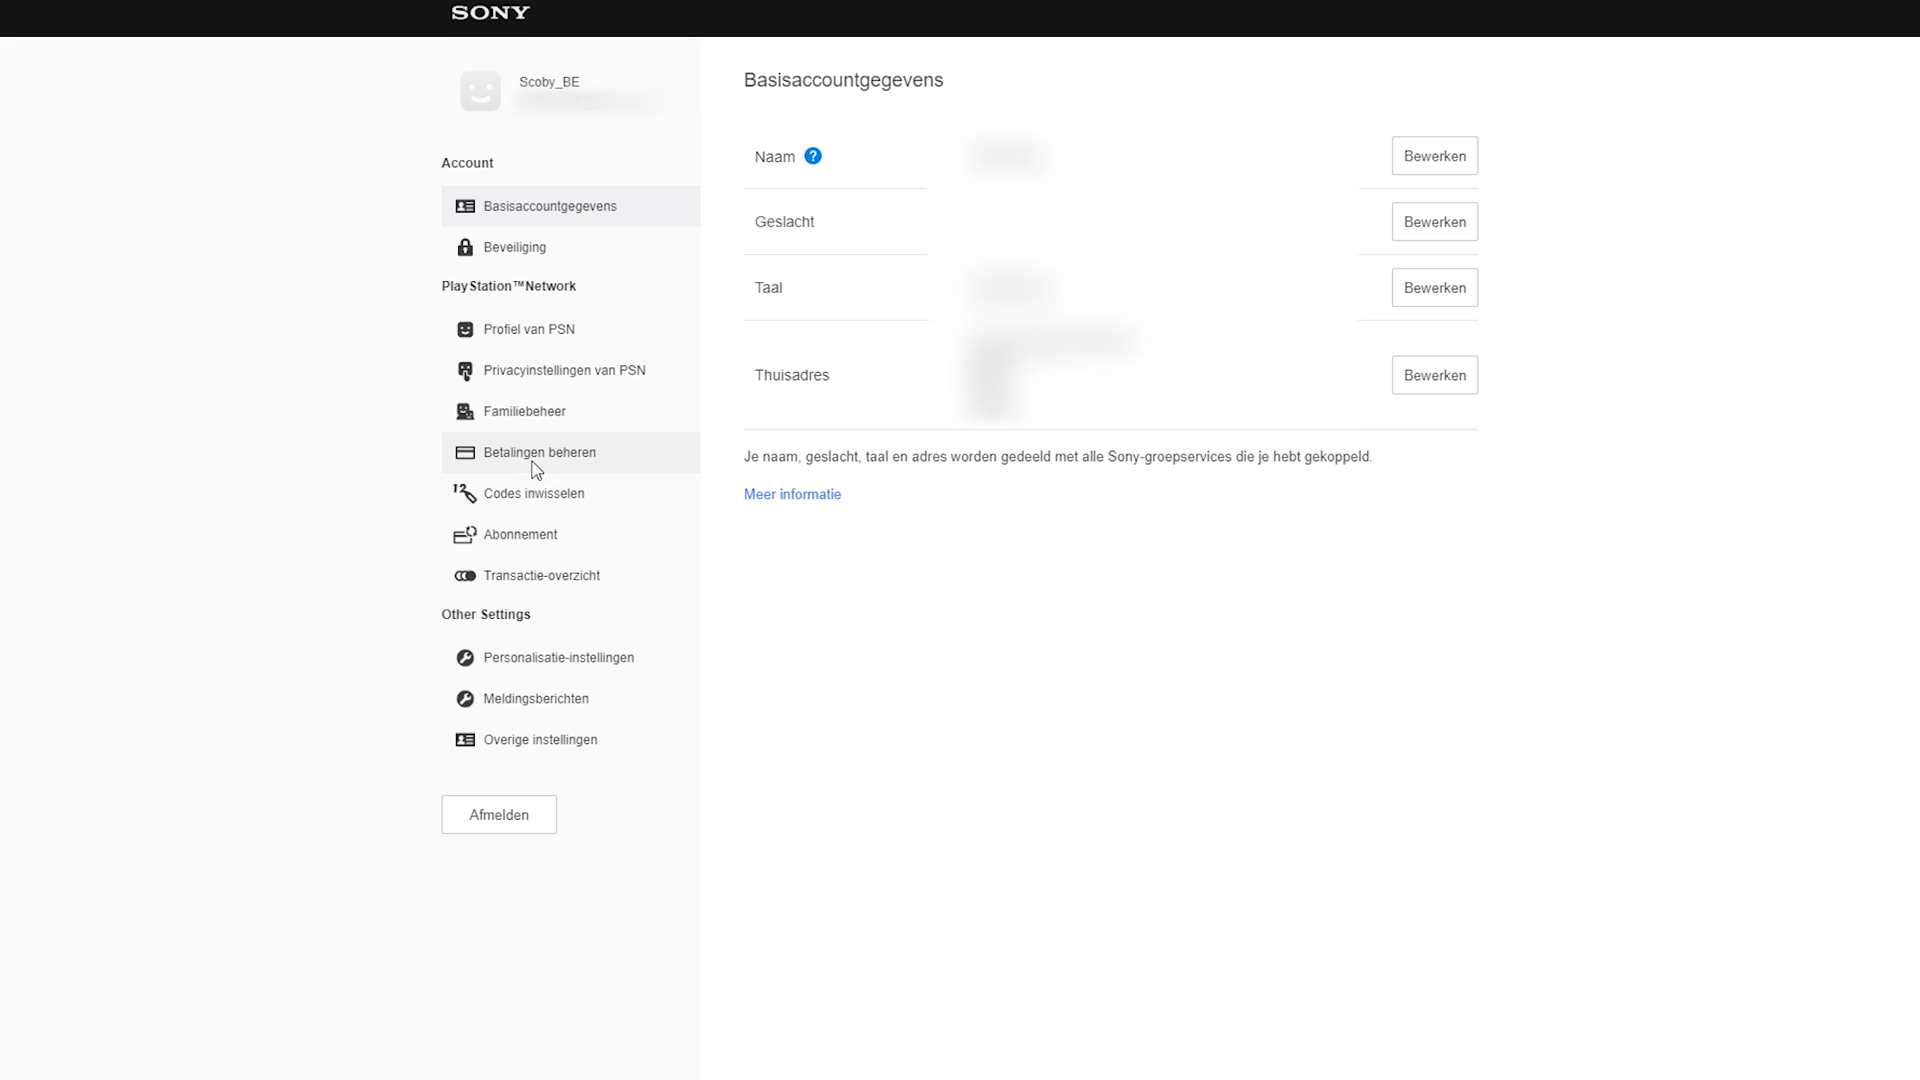 SONY
Scoby_BE
Account
Basisaccountgegevens
Beveiliging
PlayStation™Network
Profiel van PSN
Privacyinstellingen van PSN
Familiebeheer
Betalingen beheren
12 Codes inwisselen
Abonnement
Transactie-overzicht
Other Settings
Personalisatie-instellingen
Meldingsberichten
Overige instellingen
Afmelden
Basisaccountgegevens
Naam ? Bewerken
Geslacht Bewerken
Taal Bewerken
Thuisadres Bewerken
Je naam, geslacht, taal en adres worden gedeeld met alle Sony-groepservices die je hebt gekoppeld.
Meer informatie